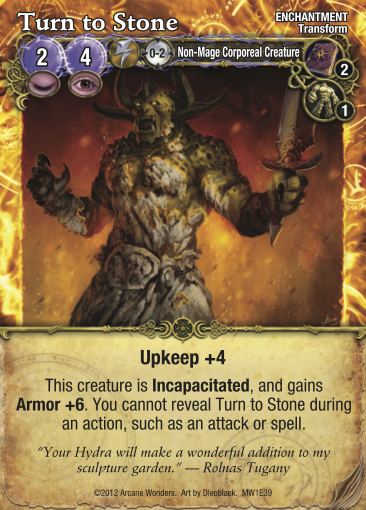 Turn to Stone
ENCHANTMENT
Transform
2 4 0-2 Non-Mage Corporeal Creature
2
1
Upkeep +4
This creature is Incapacitated, and gains
Armor +6. You cannot reveal Turn to Stone during
an action, such as an attack or spell.
"Your Hydra will make a wonderful addition to my
sculpture garden." — Rolnas Tugany
©2012 Arcane Wonders. Art by Dleoblack. MW1E39